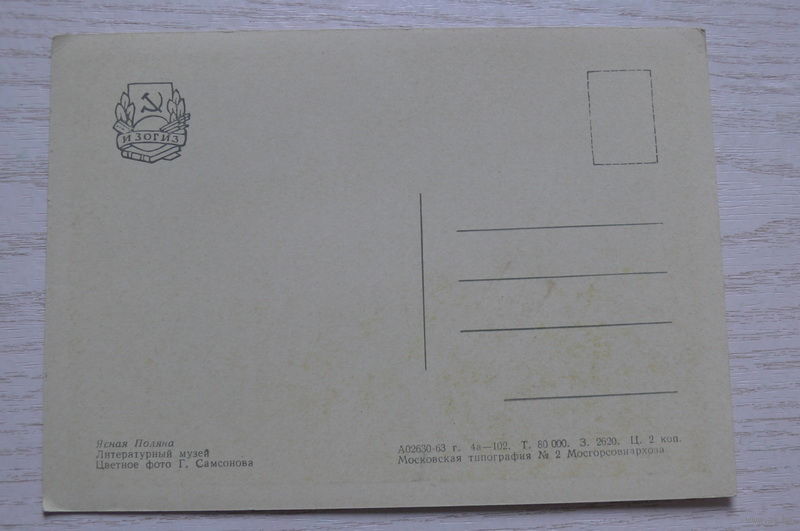 ИЗОГИЗ
Ясная Поляна
Литературный музей
Цветное фото Г. Самсонова
А02630-63 г. 4а—102. Т. 80 000. З. 2620. Ц. 2 коп.
Московская типография № 2 Мосгорсовнархоза